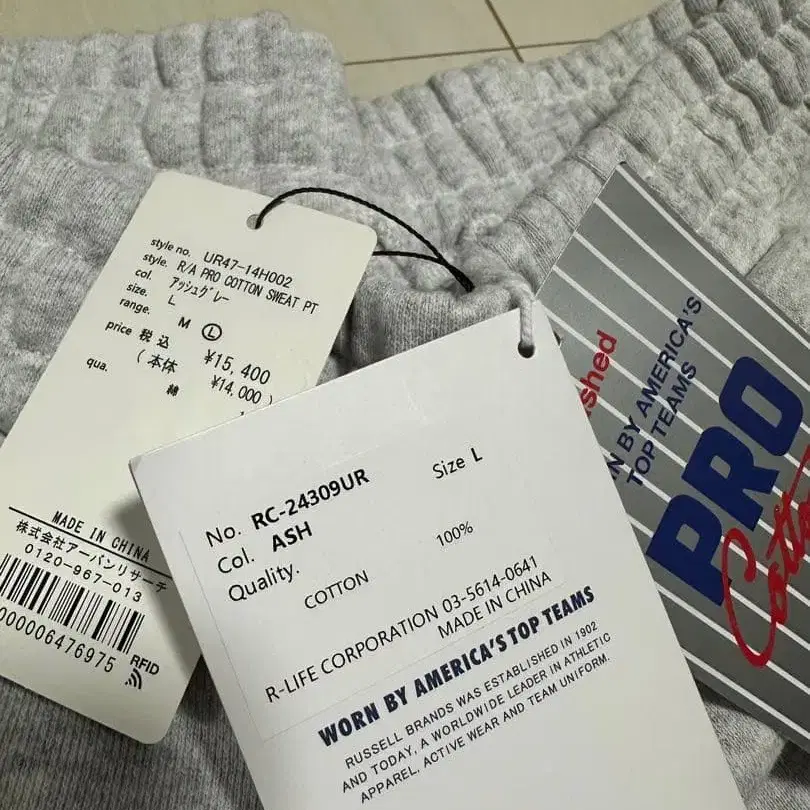 style no. UR47-14H002
style. R/A PRO COTTON SWEAT PT
col. アッシュグレー
size. L
range. M Ⓛ
price 税込 ¥15,400
(本体 ¥14,000)
qua. 綿
MADE IN CHINA
株式会社アーバンリサーチ
0120-967-013
000006476975
RFID
No. RC-24309UR Size L
Col. ASH
Quality.
COTTON 100%
R-LIFE CORPORATION 03-5614-0641
MADE IN CHINA
WORN BY AMERICA'S TOP TEAMS
RUSSELL BRANDS WAS ESTABLISHED IN 1902
AND TODAY, A WORLDWIDE LEADER IN ATHLETIC
APPAREL, ACTIVE WEAR AND TEAM UNIFORM.
BY AMERICA'S
TOP TEAMS
PRO